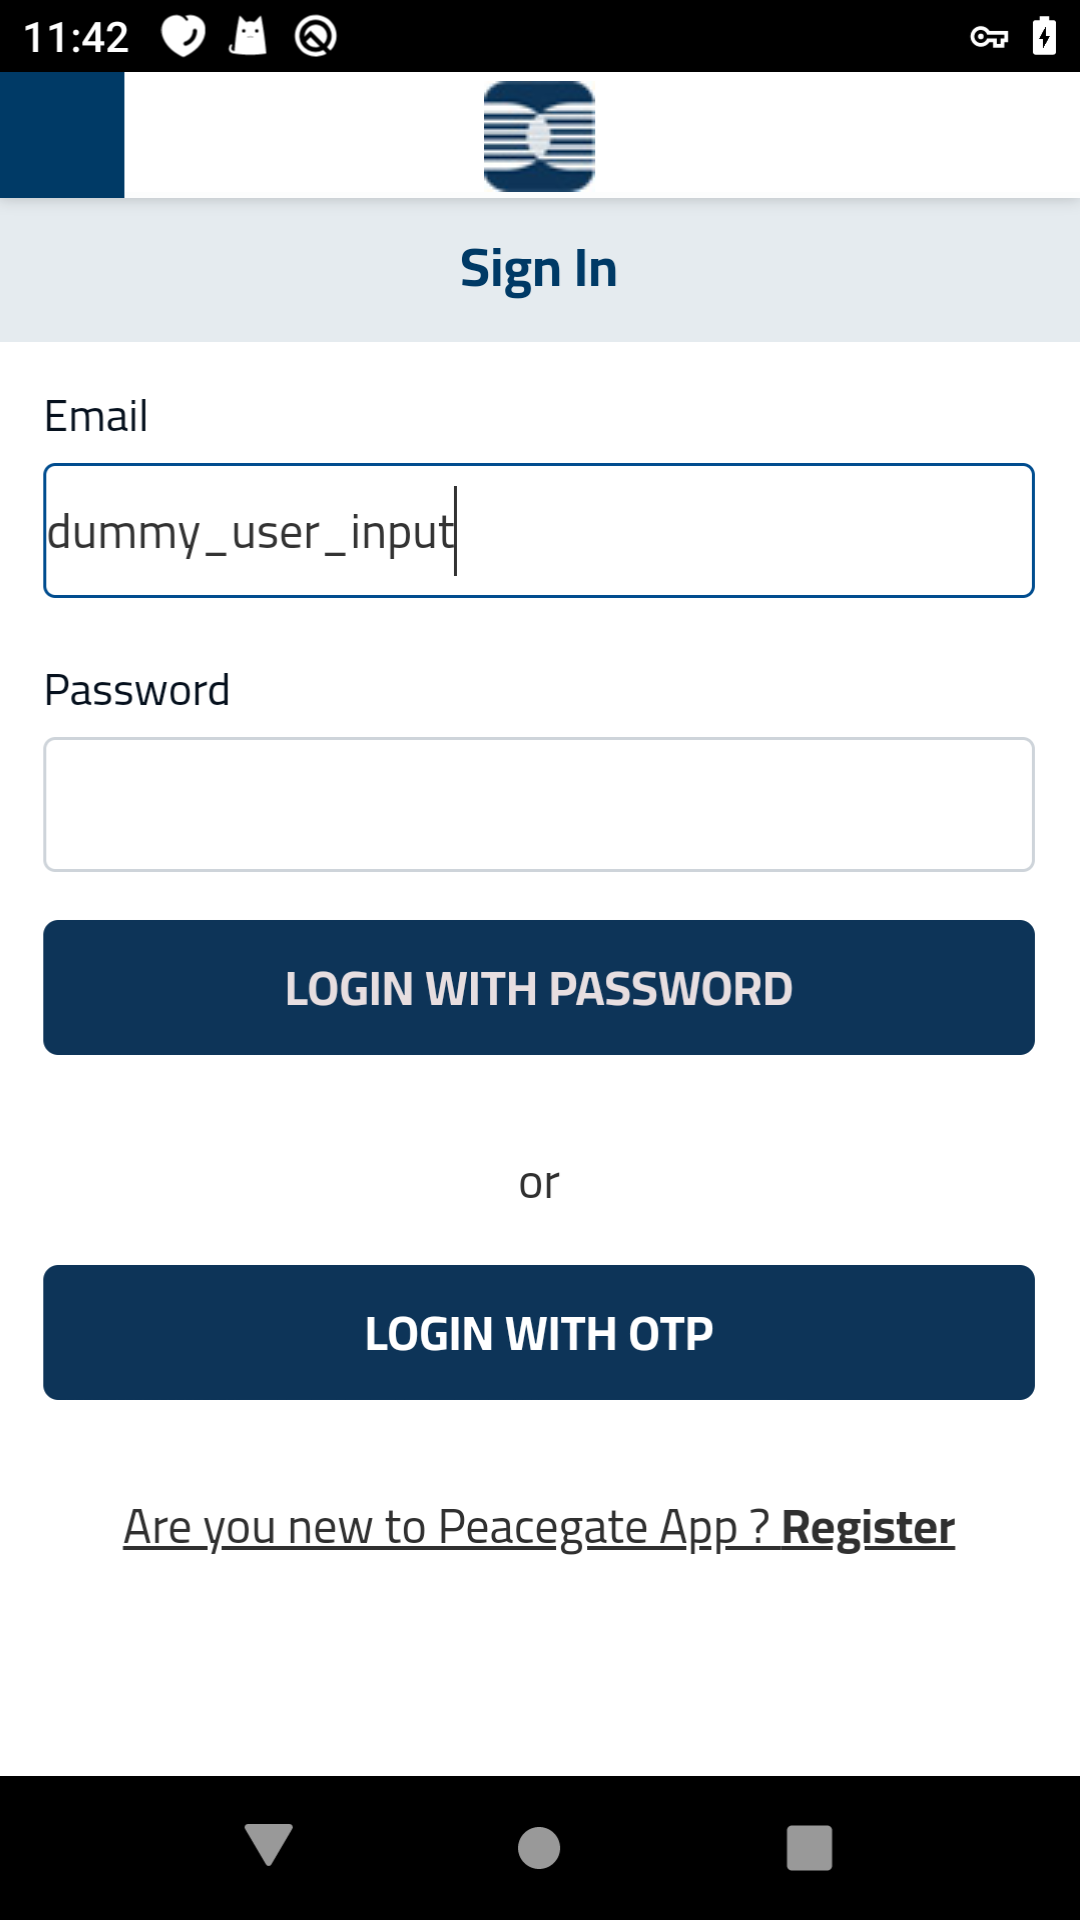 11:42
Sign In
Email
dummy_user_input
Password
LOGIN WITH PASSWORD
or
LOGIN WITH OTP
Are you new to Peacegate App ? Register